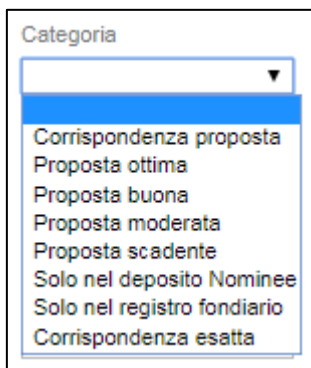 Categoria
Corrispondenza proposta
Proposta ottima
Proposta buona
Proposta moderata
Proposta scadente
Solo nel deposito Nominee
Solo nel registro fondiario
Corrispondenza esatta